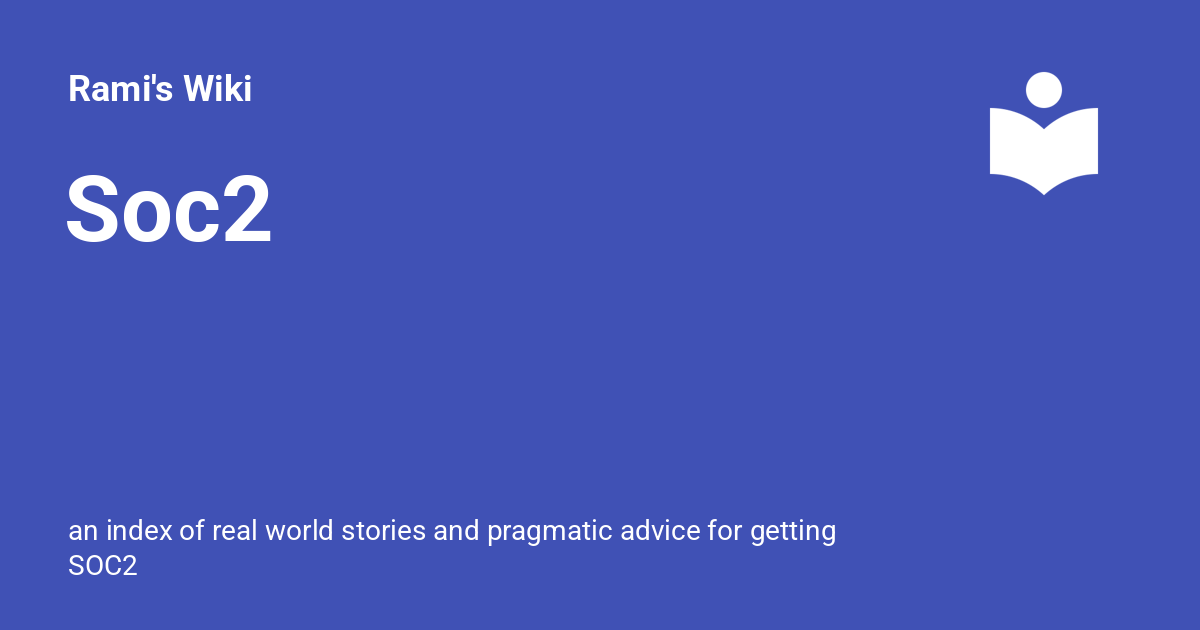 Rami's Wiki
Soc2
an index of real world stories and pragmatic advice for getting
SOC2